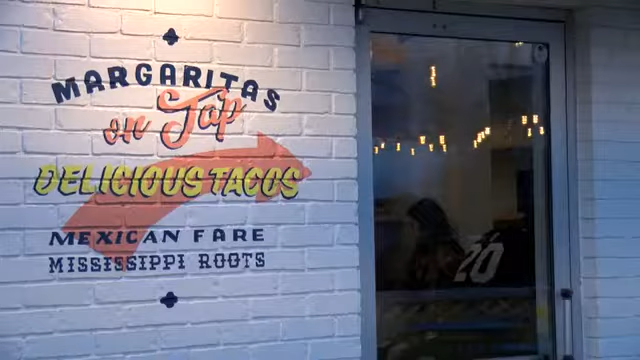 MARGARITAS
on Tap
DELICIOUS TACOS
MEXICAN FARE
MISSISSIPPI ROOTS
20